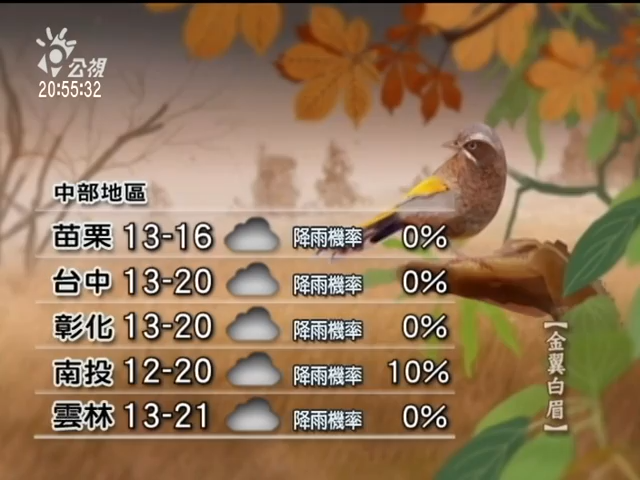 公視
20:55:32
中部地區
苗栗 13-16 降雨機率 0%
台中 13-20 降雨機率 0%
彰化 13-20 降雨機率 0%
南投 12-20 降雨機率 10%
雲林 13-21 降雨機率 0%
【金翼白眉】